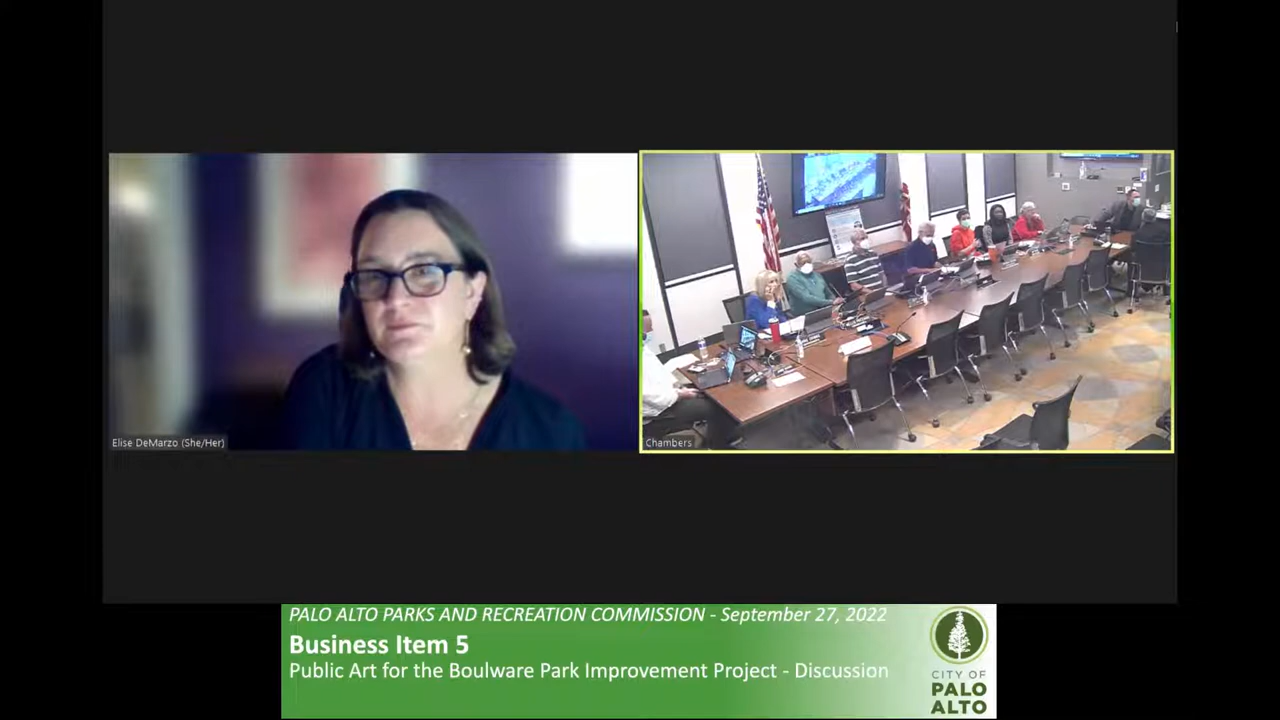 Elise DeMarzo (She/Her)
Chambers
PALO ALTO PARKS AND RECREATION COMMISSION - September 27, 2022
Business Item 5
Public Art for the Boulware Park Improvement Project - Discussion
CITY OF
PALO
ALTO